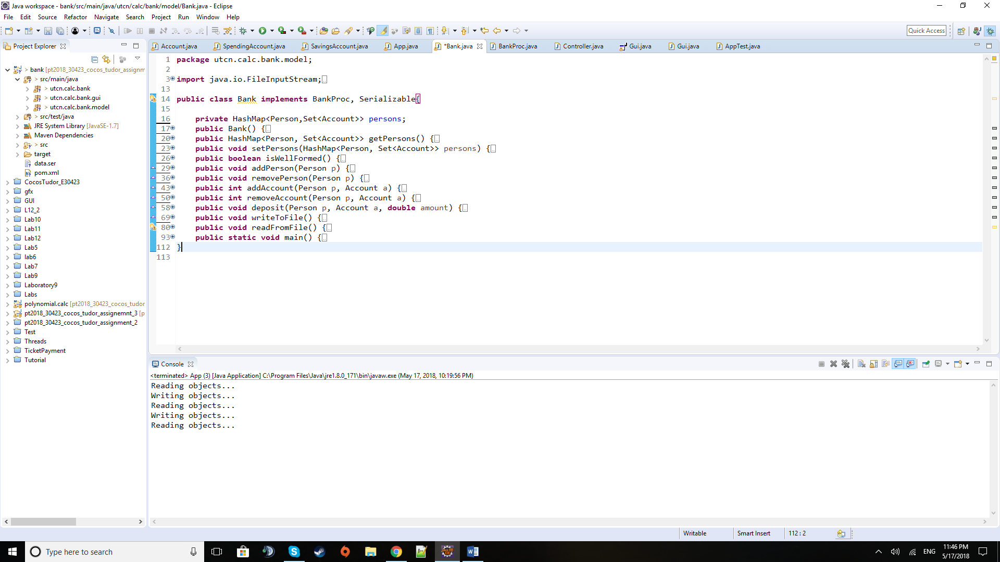 Java workspace - bank/src/main/java/utcn/calc/bank/model/Bank.java - Eclipse
File Edit Source Refactor Navigate Search Project Run Window Help
Quick Access
Project Explorer
Account.java SpendingAccount.java SavingsAccount.java App.java *Bank.java BankProc.java Controller.java Gui.java Gui.java AppTest.java
> bank [pt2018_30423_cocos_tudor_assignm
> src/main/java
> utcn.calc.bank
> utcn.calc.bank.gui
> utcn.calc.bank.model
> src/test/java
JRE System Library [JavaSE-1.7]
Maven Dependencies
> src
target
data.ser
pom.xml
CocosTudor_E30423
gfx
GUI
L12_2
Lab10
Lab11
Lab12
Lab5
lab6
Lab7
Lab9
Laboratory9
Labs
polynomial.calc [pt2018_30423_cocos_tudor
pt2018_30423_cocos_tudor_assignemnt_3 [p
pt2018_30423_cocos_tudor_assignment_2
Test
Threads
TicketPayment
Tutorial
1 package utcn.calc.bank.model;
2
3 import java.io.FileInputStream;
13
14 public class Bank implements BankProc, Serializable{
15
16 private HashMap<Person,Set<Account>> persons;
17 public Bank() {
20 public HashMap<Person, Set<Account>> getPersons() {
23 public void setPersons(HashMap<Person, Set<Account>> persons) {
26 public boolean isWellFormed() {
29 public void addPerson(Person p) {
36 public void removePerson(Person p) {
43 public int addAccount(Person p, Account a) {
50 public int removeAccount(Person p, Account a) {
58 public void deposit(Person p, Account a, double amount) {
69 public void writeToFile() {
80 public void readFromFile() {
93 public static void main() {
112 }
113
Console
<terminated> App (3) [Java Application] C:\Program Files\Java\jre1.8.0_171\bin\javaw.exe (May 17, 2018, 10:19:56 PM)
Reading objects...
Writing objects...
Reading objects...
Writing objects...
Reading objects...
Writable Smart Insert 112 : 2
Type here to search
ENG
11:46 PM
5/17/2018